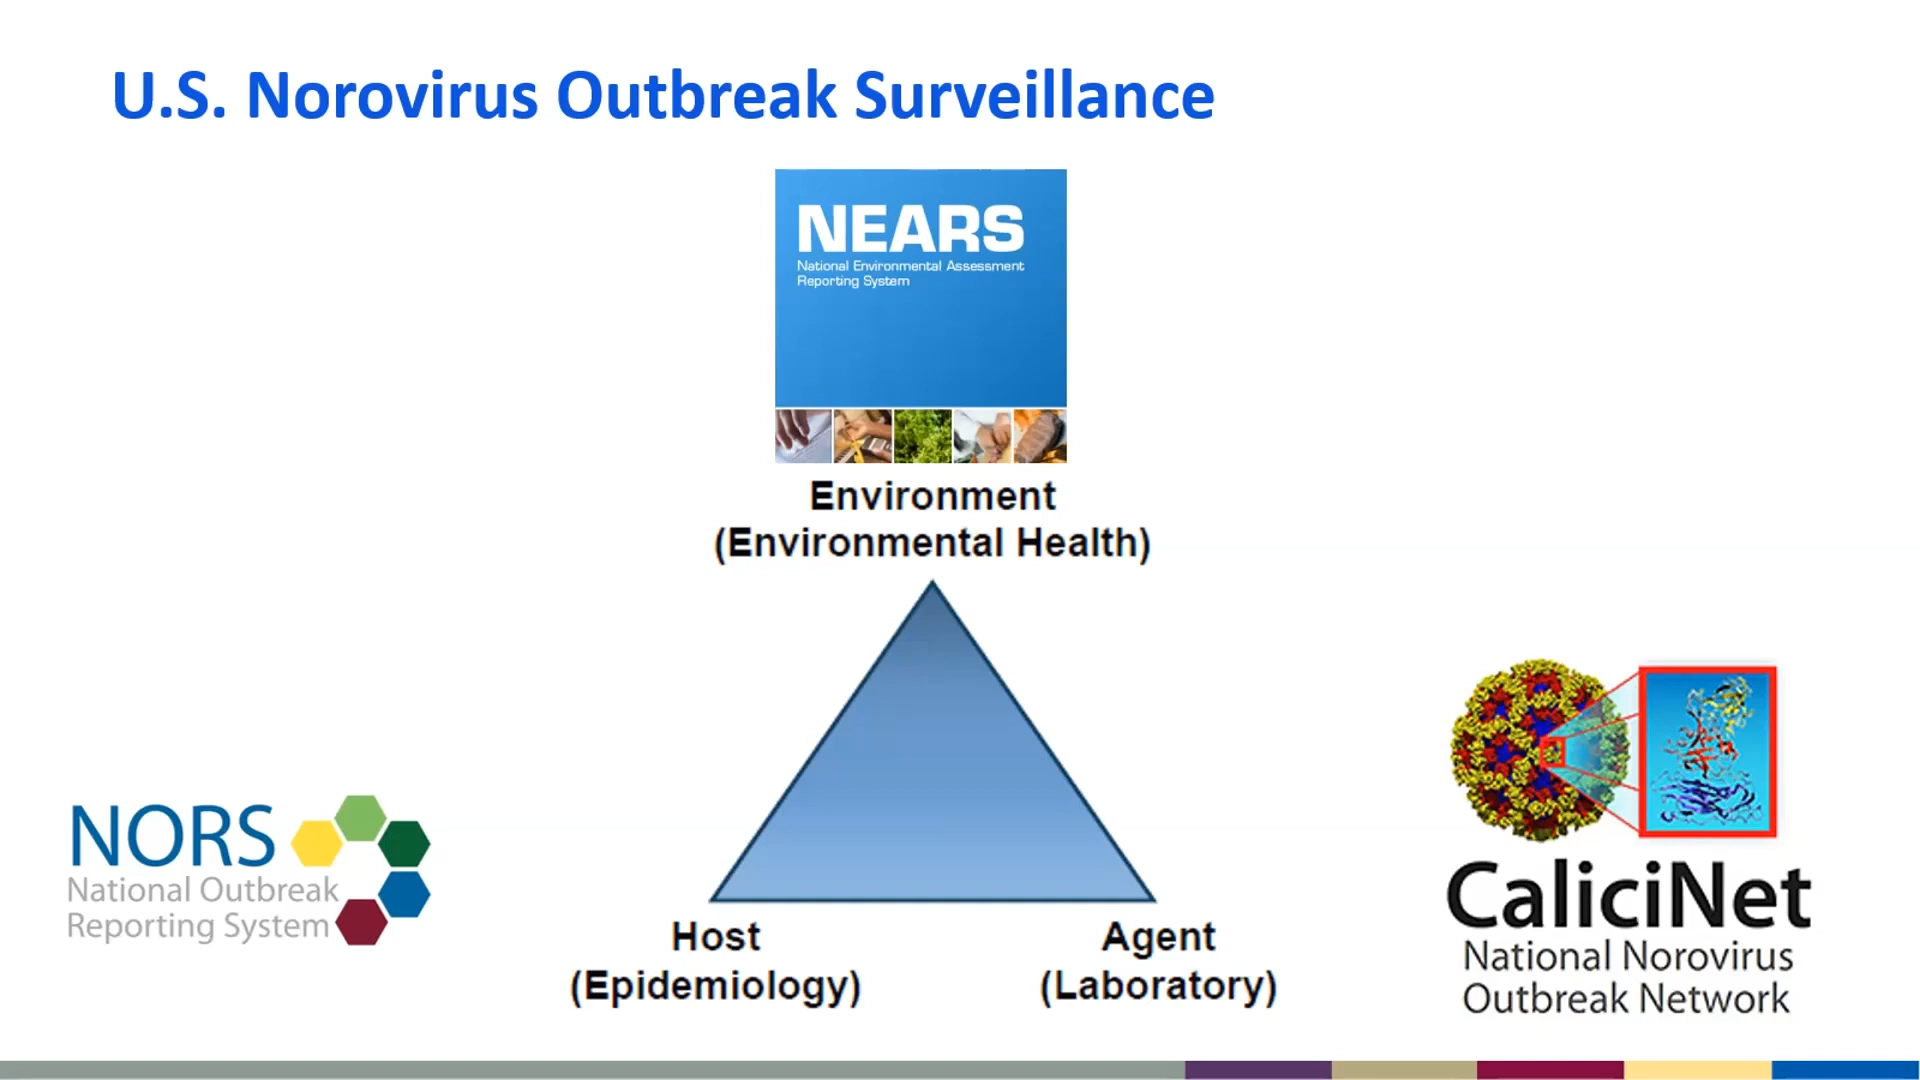 U.S. Norovirus Outbreak Surveillance
NEARS
National Environmental Assessment
Reporting System
Environment
(Environmental Health)
NORS
National Outbreak
Reporting System
Host
(Epidemiology)
Agent
(Laboratory)
CaliciNet
National Norovirus
Outbreak Network